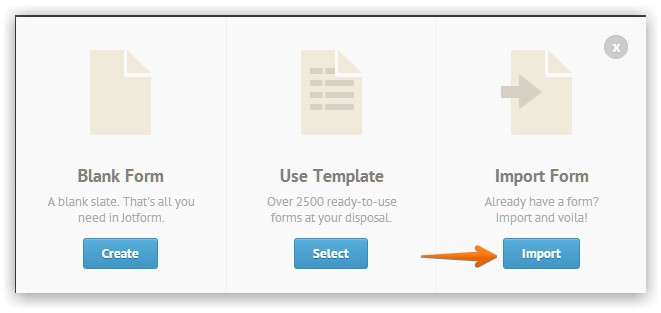 x
Blank Form
A blank slate. That's all you
need in Jotform.
Create
Use Template
Over 2500 ready-to-use
forms at your disposal.
Select
Import Form
Already have a form?
Import and voila!
Import